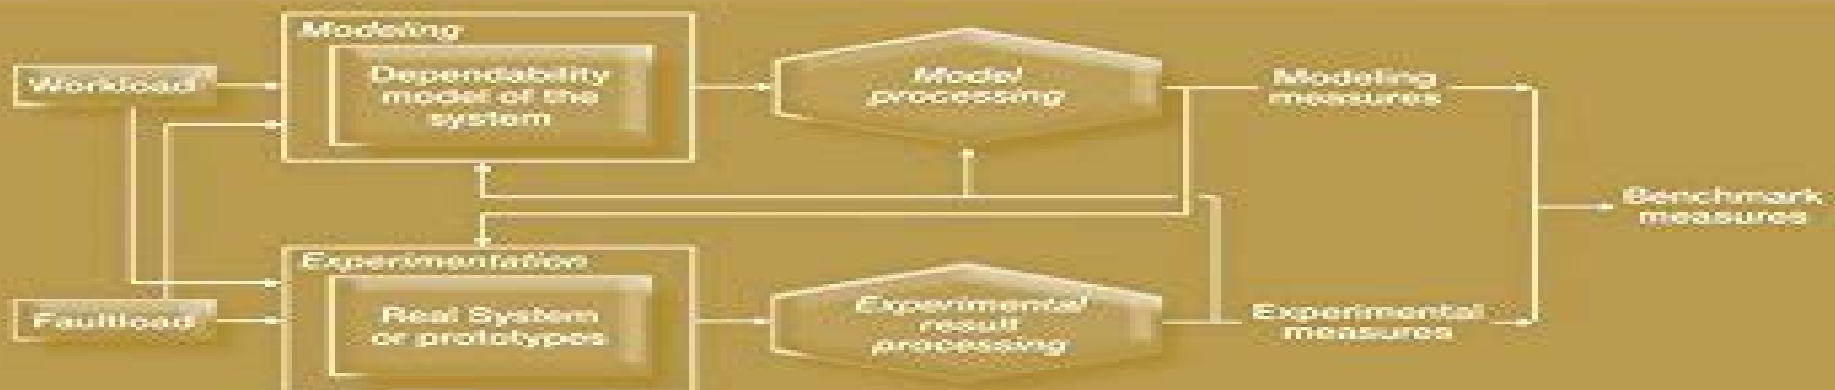 Modeling
Workload
Dependability
model of the
system
Model
processing
Modeling
measures
Benchmark
measures
Experimentation
Faultload
Real System
or prototypes
Experimental
result
processing
Experimental
measures